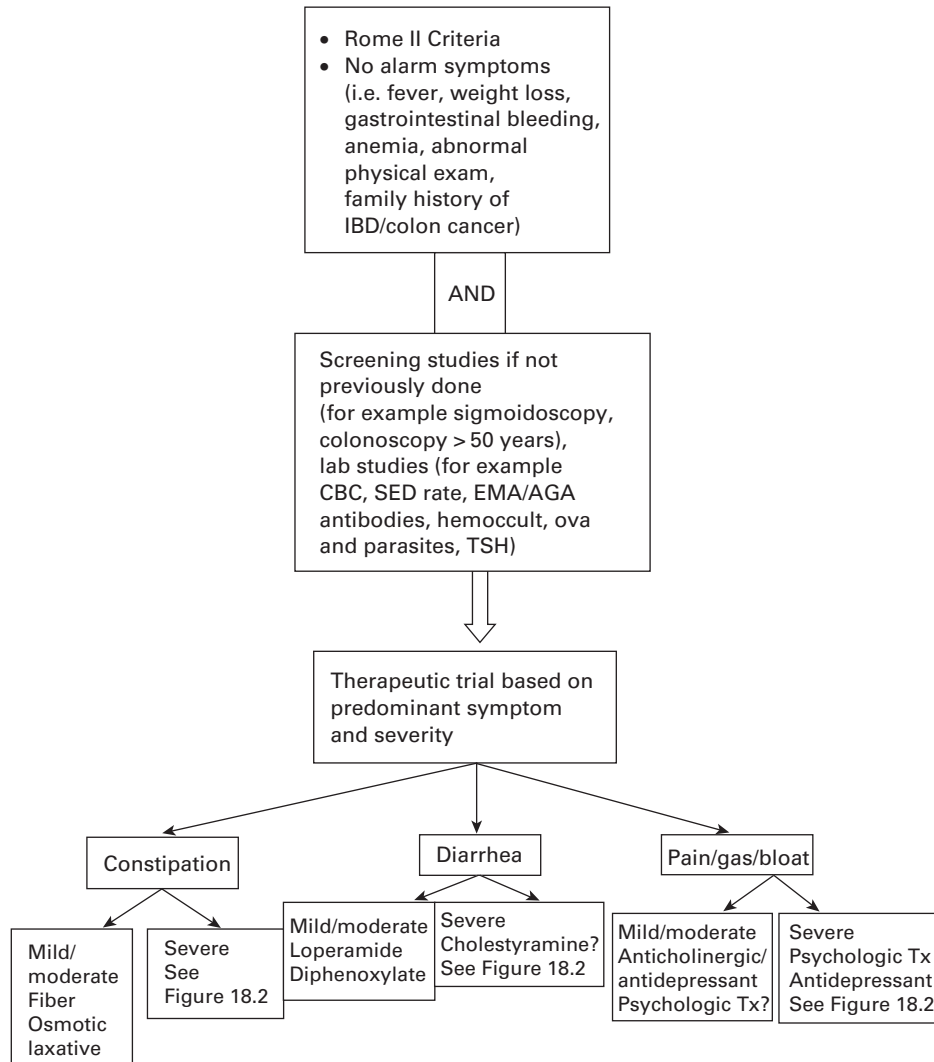 • Rome II Criteria
• No alarm symptoms
(i.e. fever, weight loss,
gastrointestinal bleeding,
anemia, abnormal
physical exam,
family history of
IBD/colon cancer)
AND
Screening studies if not
previously done
(for example sigmoidoscopy,
colonoscopy > 50 years),
lab studies (for example
CBC, SED rate, EMA/AGA
antibodies, hemoccult, ova
and parasites, TSH)
Therapeutic trial based on
predominant symptom
and severity
Constipation
Diarrhea
Pain/gas/bloat
Mild/
moderate
Fiber
Osmotic
laxative
Severe
See
Figure 18.2
Mild/moderate
Loperamide
Diphenoxylate
Severe
Cholestyramine?
See Figure 18.2
Mild/moderate
Anticholinergic/
antidepressant
Psychologic Tx?
Severe
Psychologic Tx
Antidepressant
See Figure 18.2